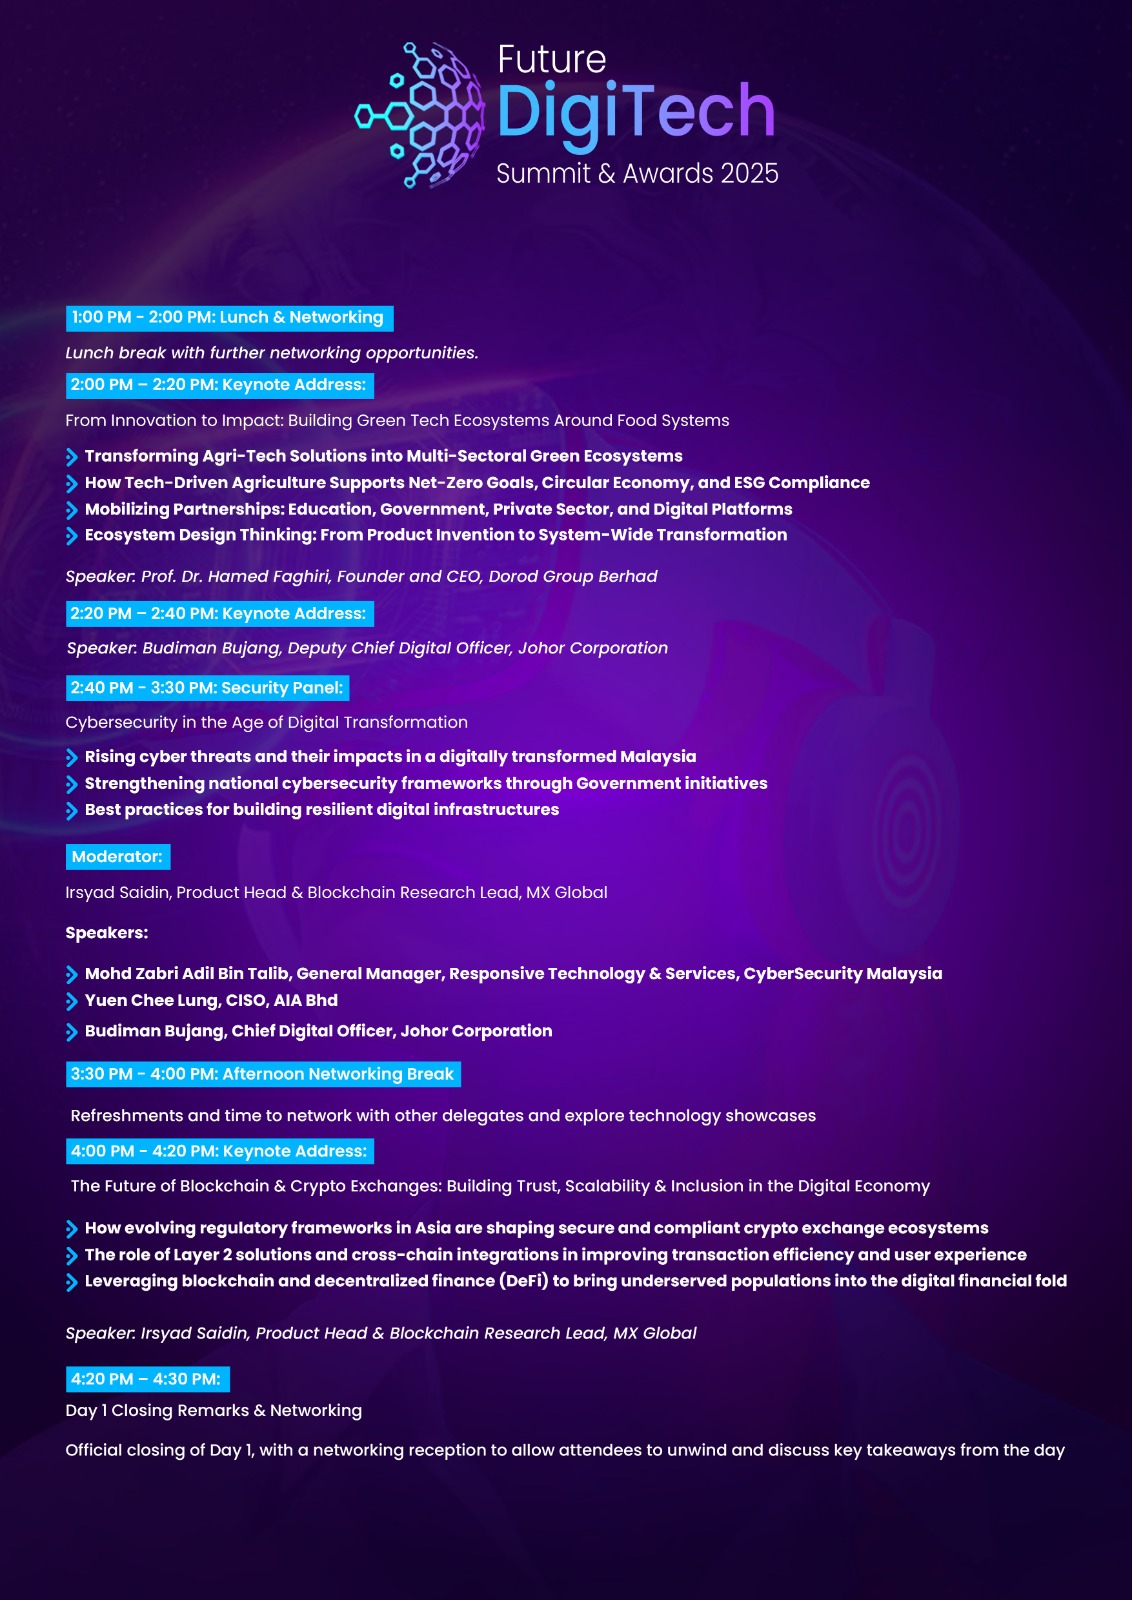 Future
DigiTech
Summit & Awards 2025
1:00 PM - 2:00 PM: Lunch & Networking
Lunch break with further networking opportunities.
2:00 PM – 2:20 PM: Keynote Address:
From Innovation to Impact: Building Green Tech Ecosystems Around Food Systems
Transforming Agri-Tech Solutions into Multi-Sectoral Green Ecosystems
How Tech-Driven Agriculture Supports Net-Zero Goals, Circular Economy, and ESG Compliance
Mobilizing Partnerships: Education, Government, Private Sector, and Digital Platforms
Ecosystem Design Thinking: From Product Invention to System-Wide Transformation
Speaker: Prof. Dr. Hamed Faghiri, Founder and CEO, Dorod Group Berhad
2:20 PM – 2:40 PM: Keynote Address:
Speaker: Budiman Bujang, Deputy Chief Digital Officer, Johor Corporation
2:40 PM - 3:30 PM: Security Panel:
Cybersecurity in the Age of Digital Transformation
Rising cyber threats and their impacts in a digitally transformed Malaysia
Strengthening national cybersecurity frameworks through Government initiatives
Best practices for building resilient digital infrastructures
Moderator:
Irsyad Saidin, Product Head & Blockchain Research Lead, MX Global
Speakers:
Mohd Zabri Adil Bin Talib, General Manager, Responsive Technology & Services, CyberSecurity Malaysia
Yuen Chee Lung, CISO, AIA Bhd
Budiman Bujang, Chief Digital Officer, Johor Corporation
3:30 PM - 4:00 PM: Afternoon Networking Break
Refreshments and time to network with other delegates and explore technology showcases
4:00 PM - 4:20 PM: Keynote Address:
The Future of Blockchain & Crypto Exchanges: Building Trust, Scalability & Inclusion in the Digital Economy
How evolving regulatory frameworks in Asia are shaping secure and compliant crypto exchange ecosystems
The role of Layer 2 solutions and cross-chain integrations in improving transaction efficiency and user experience
Leveraging blockchain and decentralized finance (DeFi) to bring underserved populations into the digital financial fold
Speaker: Irsyad Saidin, Product Head & Blockchain Research Lead, MX Global
4:20 PM – 4:30 PM:
Day 1 Closing Remarks & Networking
Official closing of Day 1, with a networking reception to allow attendees to unwind and discuss key takeaways from the day